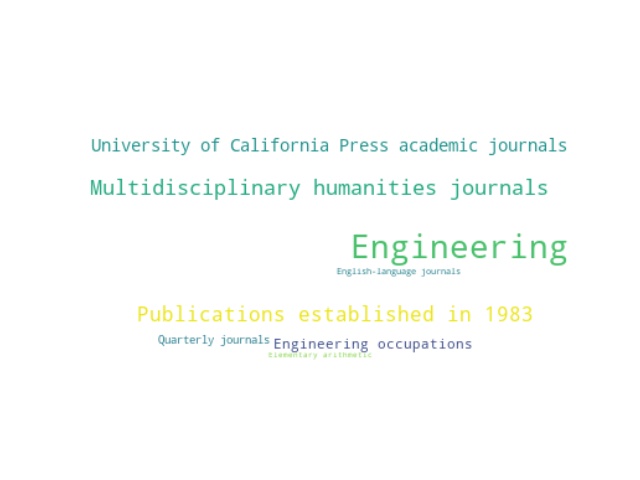 University of California Press academic journals
Multidisciplinary humanities journals
Engineering
English-language journals
Publications established in 1983
Quarterly journals
Engineering occupations
Elementary arithmetic